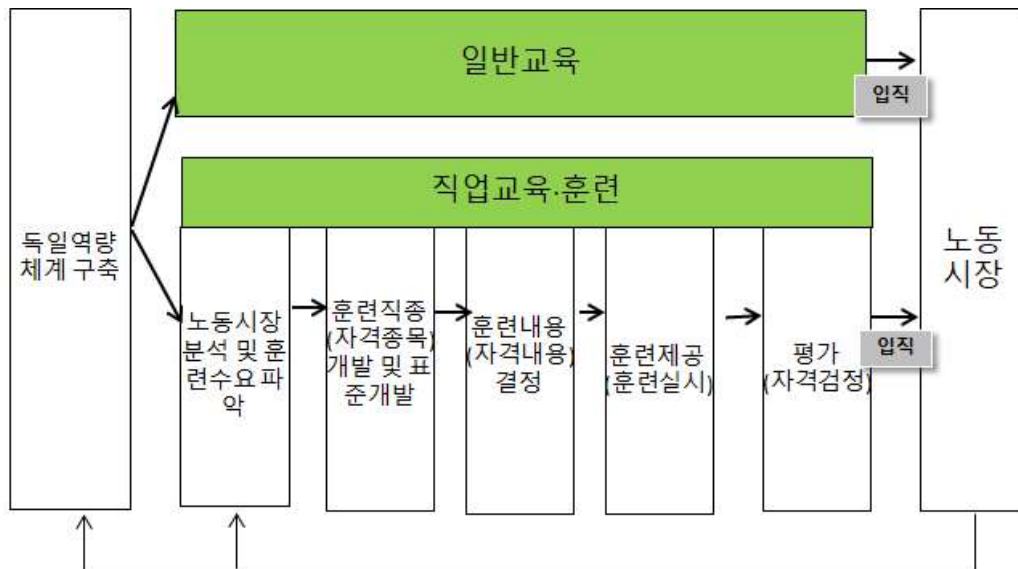 일반교육
입직
직업교육·훈련
독일역량
체계 구축
노동시장
분석 및 훈
련수요 파
악
훈련직종
(자격종목)
개발 및 표
준개발
훈련내용
(자격내용)
결정
훈련제공
(훈련실시)
평가
(자격검정)
입직
노동
시장